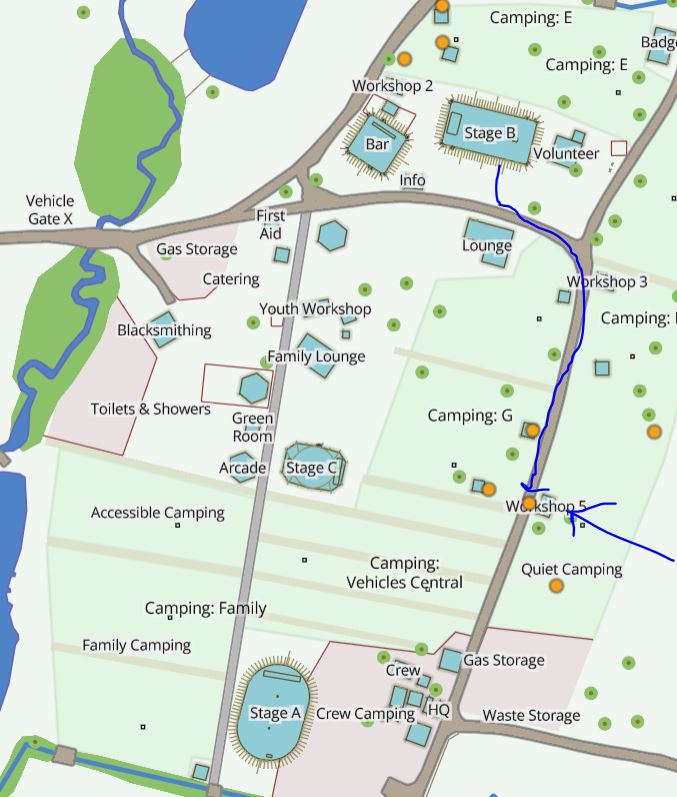 Camping: E
Badg
Camping: E
Workshop 2
Stage B
Bar
Volunteer
Info
Vehicle
Gate X
First
Aid
Lounge
Gas Storage
Catering
Workshop 3
Youth Workshop
Camping:
Blacksmithing
Family Lounge
Toilets & Showers
Camping: G
Green
Room
Arcade
Stage C
Workshop 5
Accessible Camping
Camping:
Vehicles Central
Quiet Camping
Camping: Family
Family Camping
Crew
Gas Storage
Stage A
Crew Camping
HQ
Waste Storage